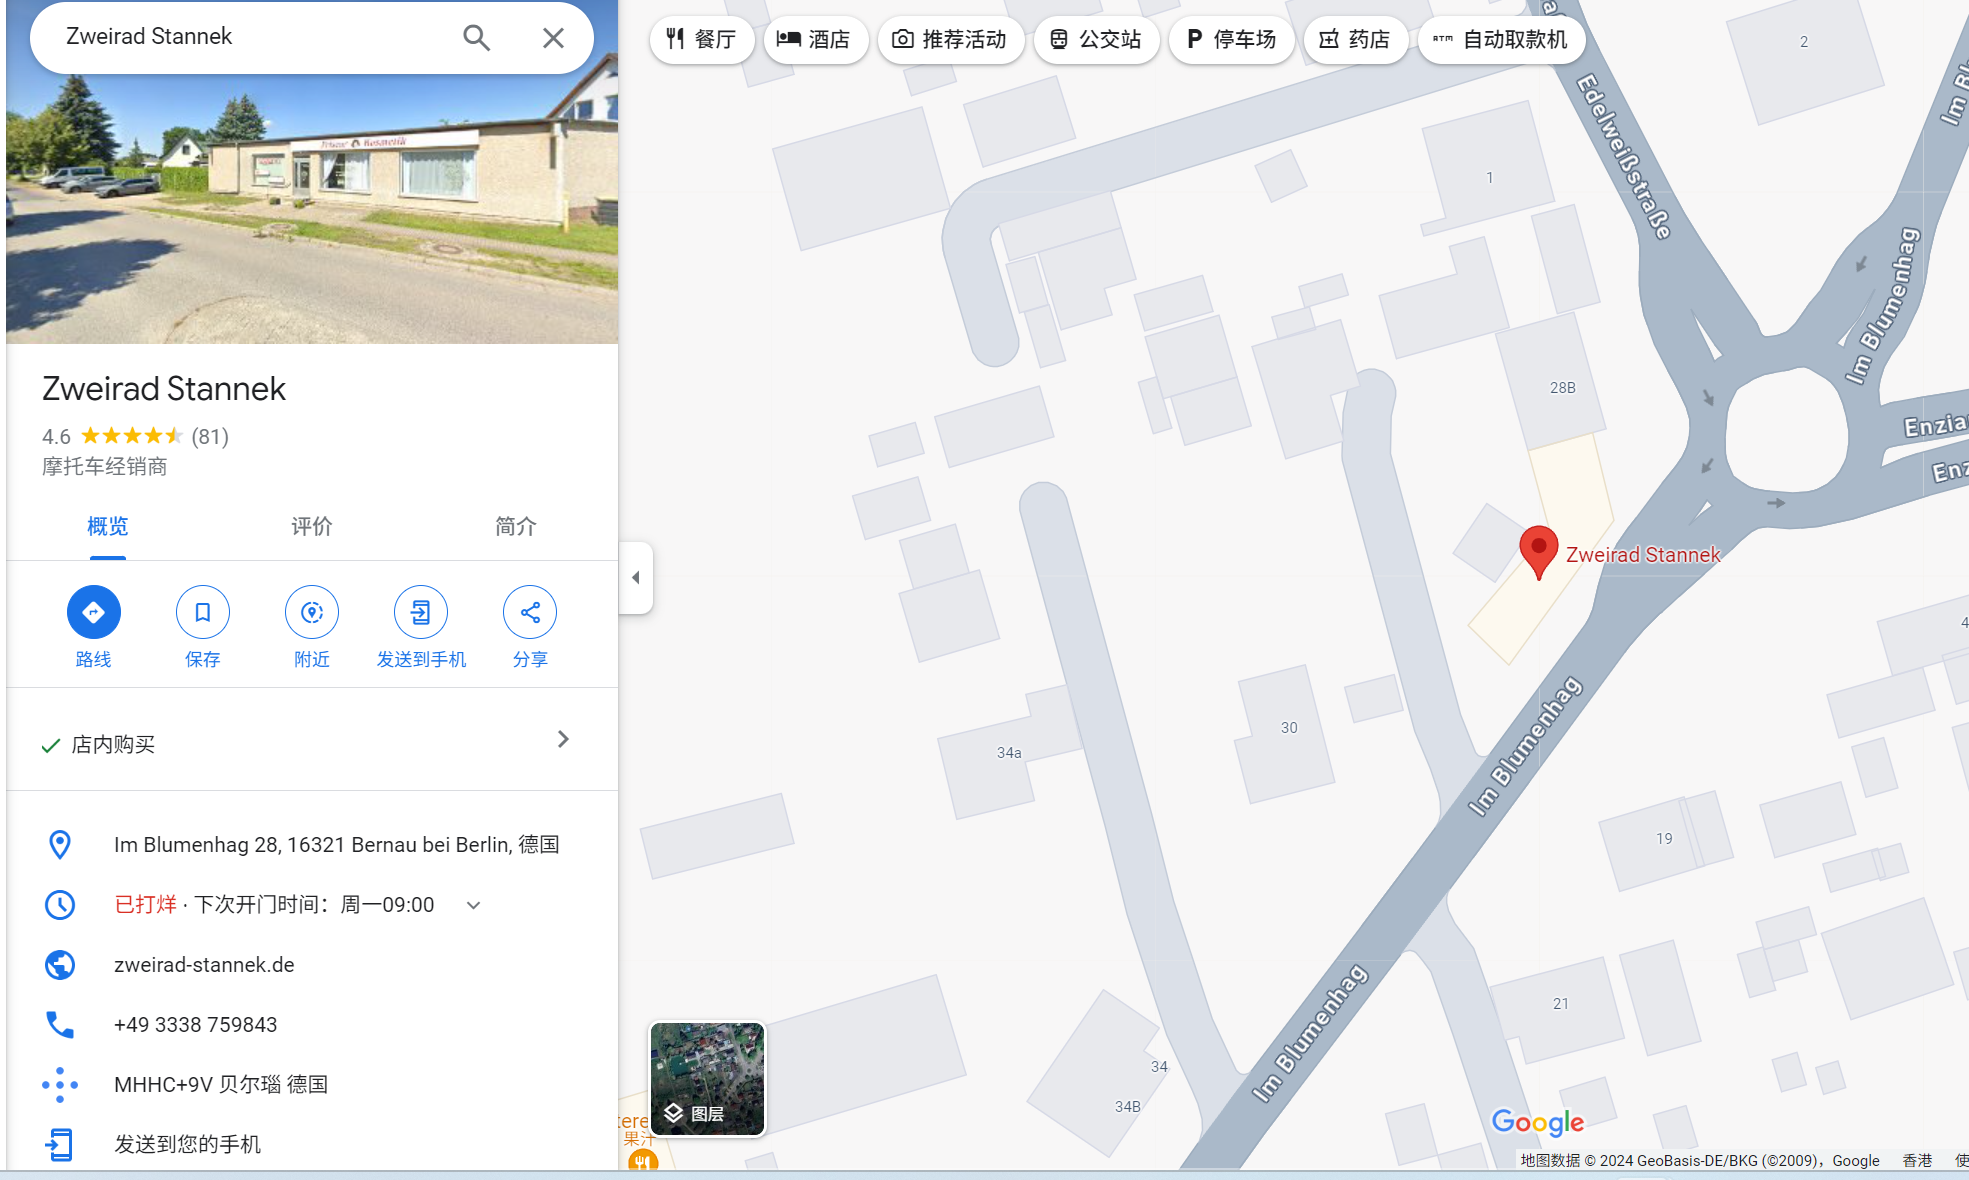 Zweirad Stannek
餐厅
酒店
推荐活动
公交站
P 停车场
药店
ATM 自动取款机
Kosmetik
Zweirad Stannek
4.6 (81)
摩托车经销商
概览
评价
简介
路线
保存
附近
发送到手机
分享
店内购买
Im Blumenhag 28, 16321 Bernau bei Berlin, 德国
已打烊 · 下次开门时间：周一09:00
zweirad-stannek.de
+49 3338 759843
MHHC+9V 贝尔瑙 德国
发送到您的手机
2
Edelweißstraße
1
Im Blumenhag
28B
Zweirad Stannek
Im Blumenhag
30
34a
19
21
Im Blumenhag
34
34B
果汁
图层
Google
地图数据 © 2024 GeoBasis-DE/BKG (©2009)，Google
香港